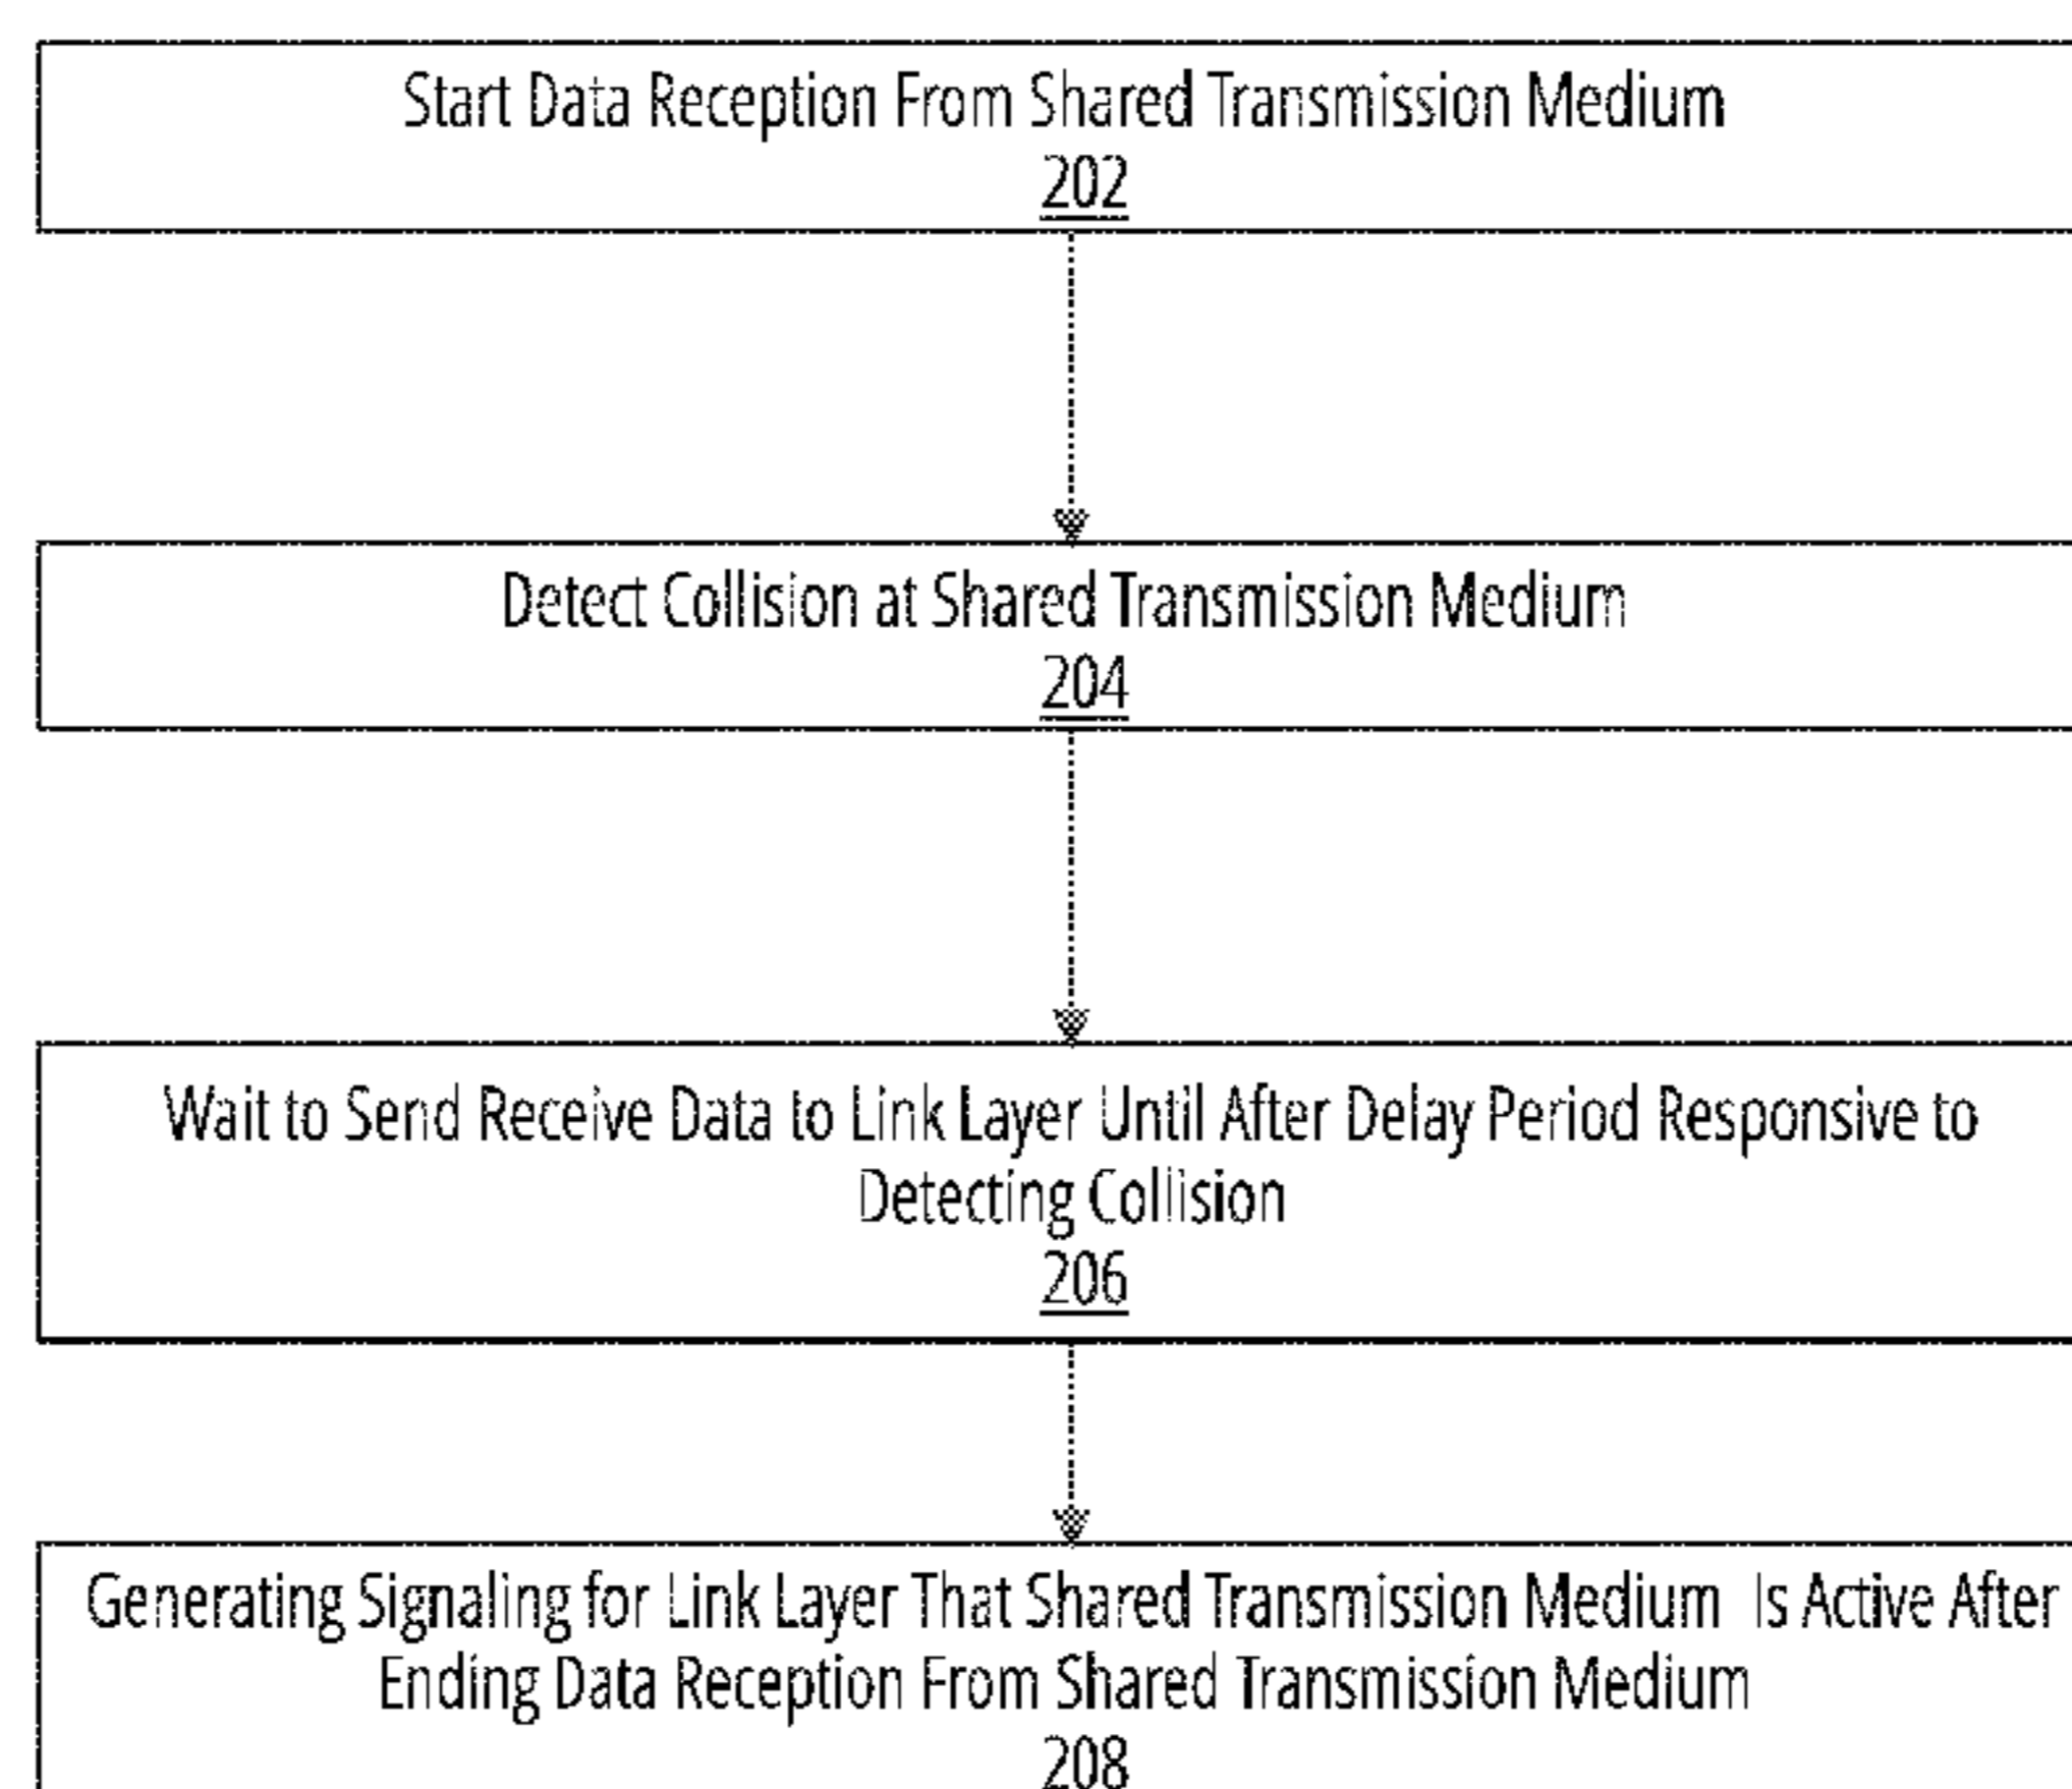 Start Data Reception From Shared Transmission Medium
202
Detect Collision at Shared Transmission Medium
204
Wait to Send Receive Data to Link Layer Until After Delay Period Responsive to
Detecting Collision
206
Generating Signaling for Link Layer That Shared Transmission Medium Is Active After
Ending Data Reception From Shared Transmission Medium
208